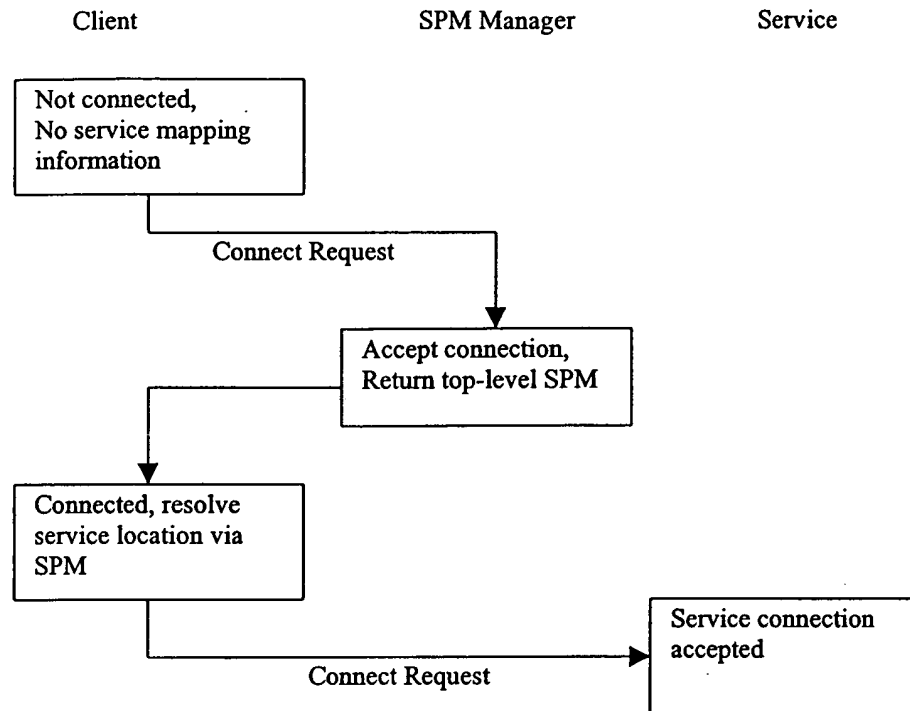 Client
SPM Manager
Service
Not connected,
No service mapping
information
Connect Request
Accept connection,
Return top-level SPM
Connected, resolve
service location via
SPM
Service connection
accepted
Connect Request